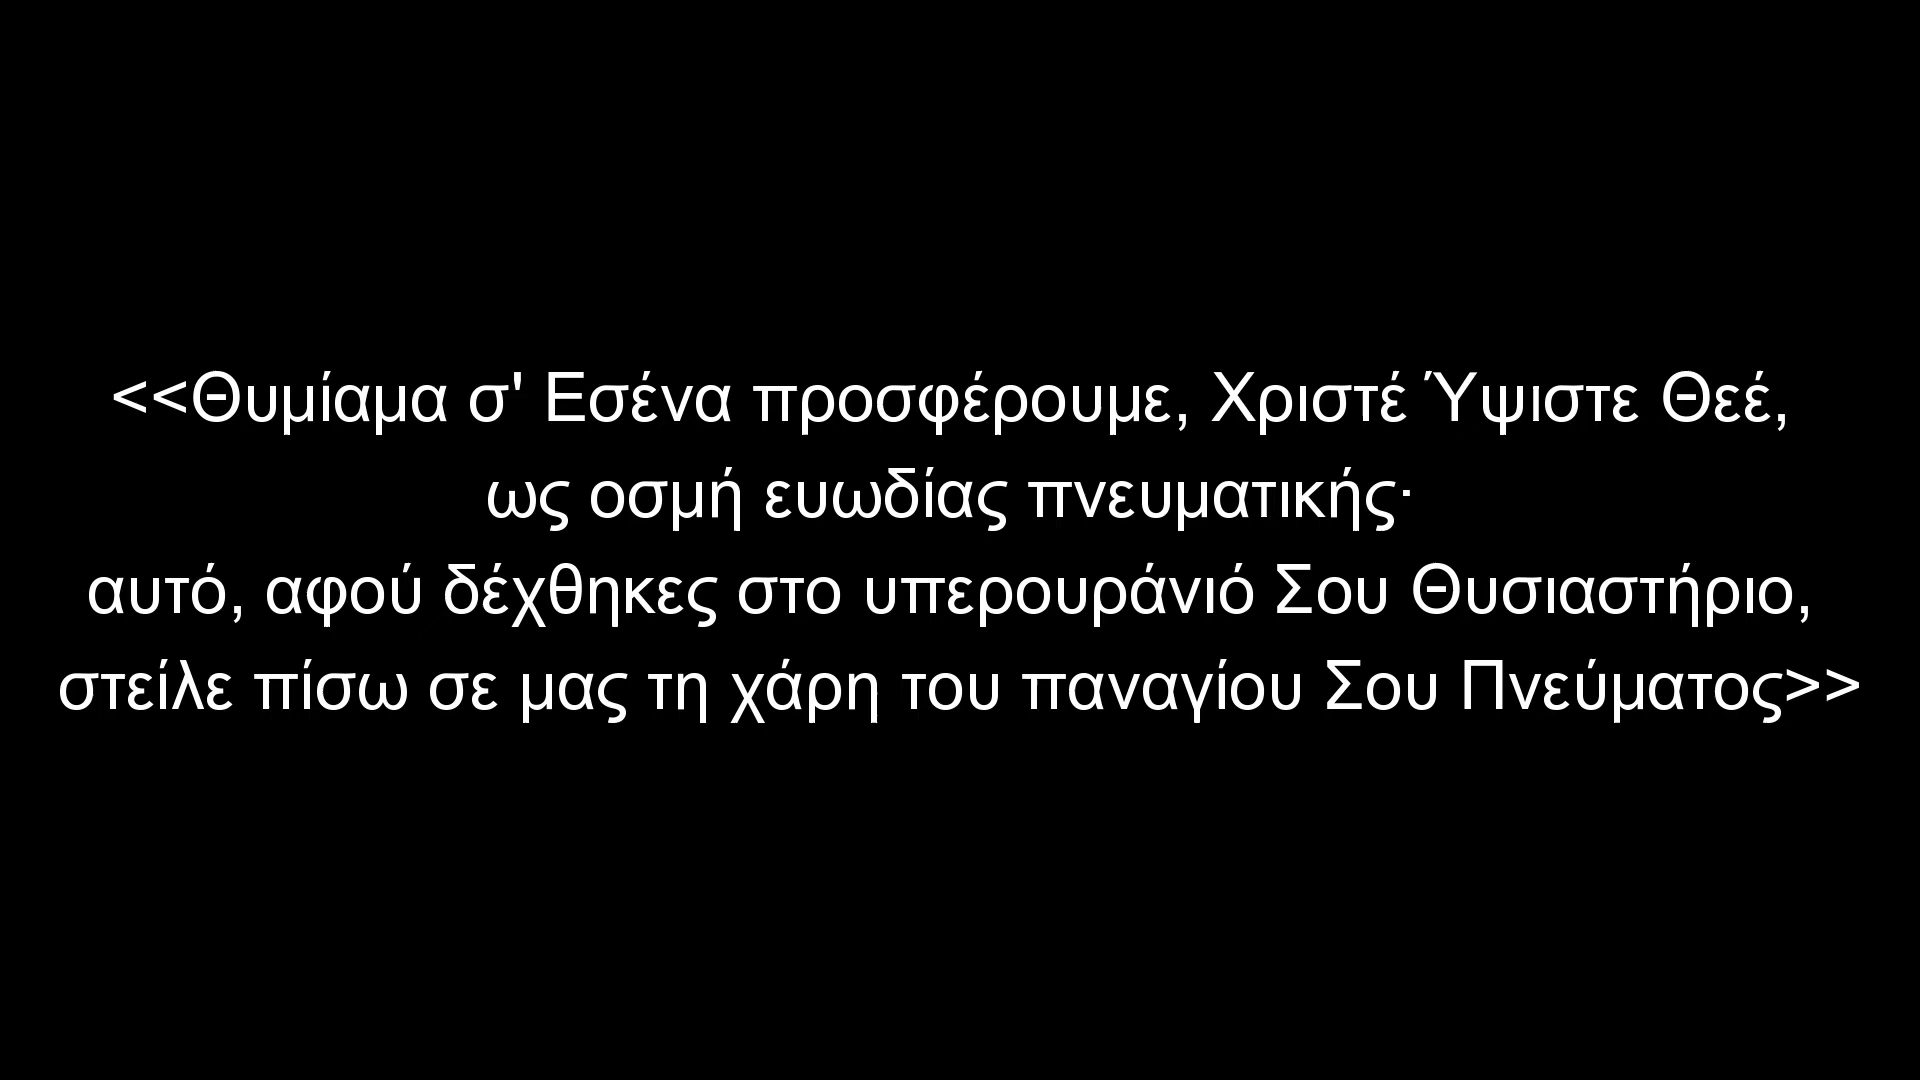 <<Θυμίαμα σ' Εσένα προσφέρουμε, Χριστέ Ύψιστε Θεέ,
ως οσμή ευωδίας πνευματικής·
αυτό, αφού δέχθηκες στο υπερουράνιό Σου Θυσιαστήριο,
στείλε πίσω σε μας τη χάρη του παναγίου Σου Πνεύματος>>